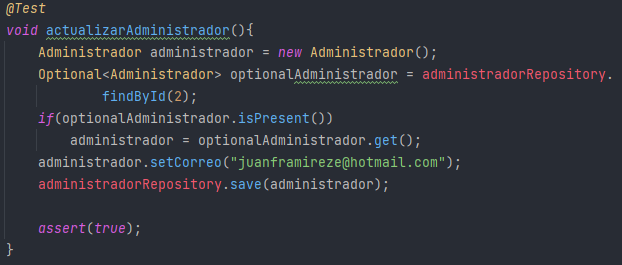 @Test
void actualizarAdministrador(){
    Administrador administrador = new Administrador();
    Optional<Administrador> optionalAdministrador = administradorRepository.
            findById(2);
    if(optionalAdministrador.isPresent())
        administrador = optionalAdministrador.get();
    administrador.setCorreo("juanframireze@hotmail.com");
    administradorRepository.save(administrador);

    assert(true);
}